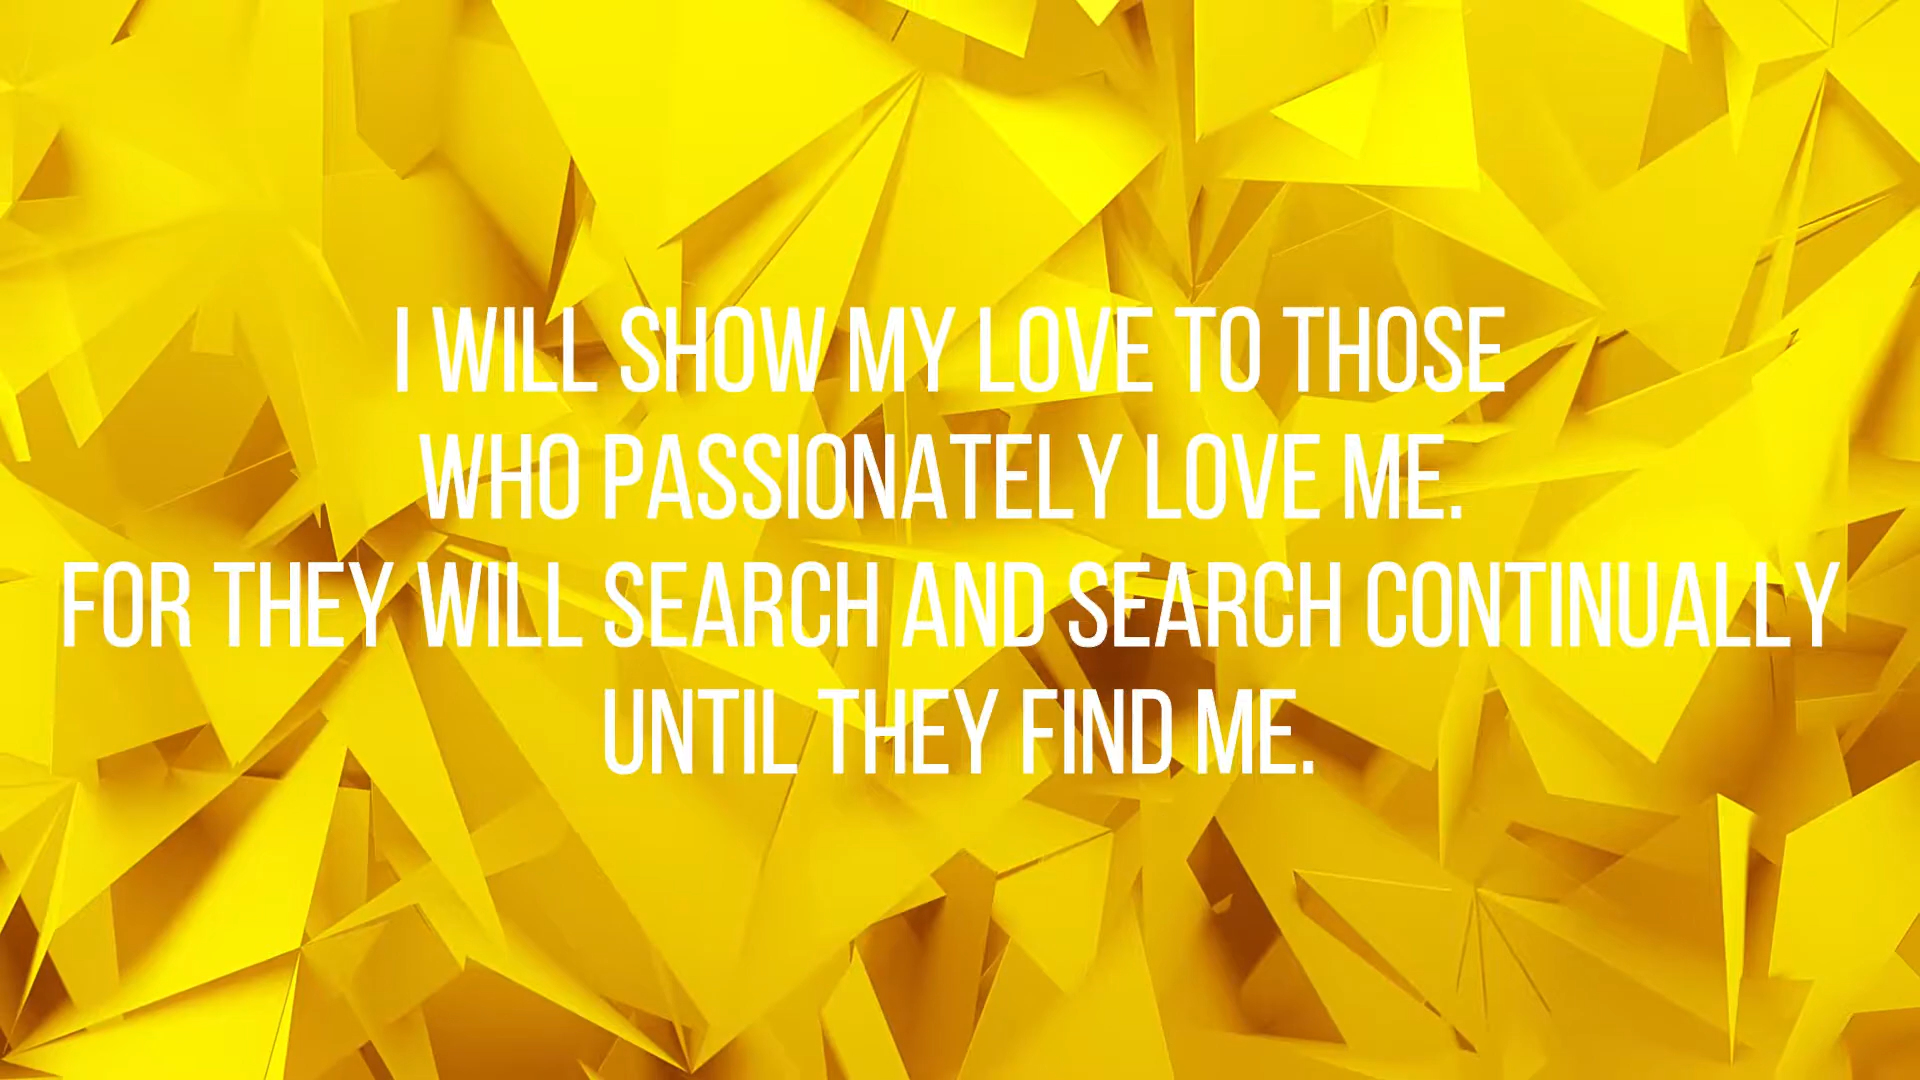 I WILL SHOW MY LOVE TO THOSE
WHO PASSIONATELY LOVE ME.
FOR THEY WILL SEARCH AND SEARCH CONTINUALLY
UNTIL THEY FIND ME.